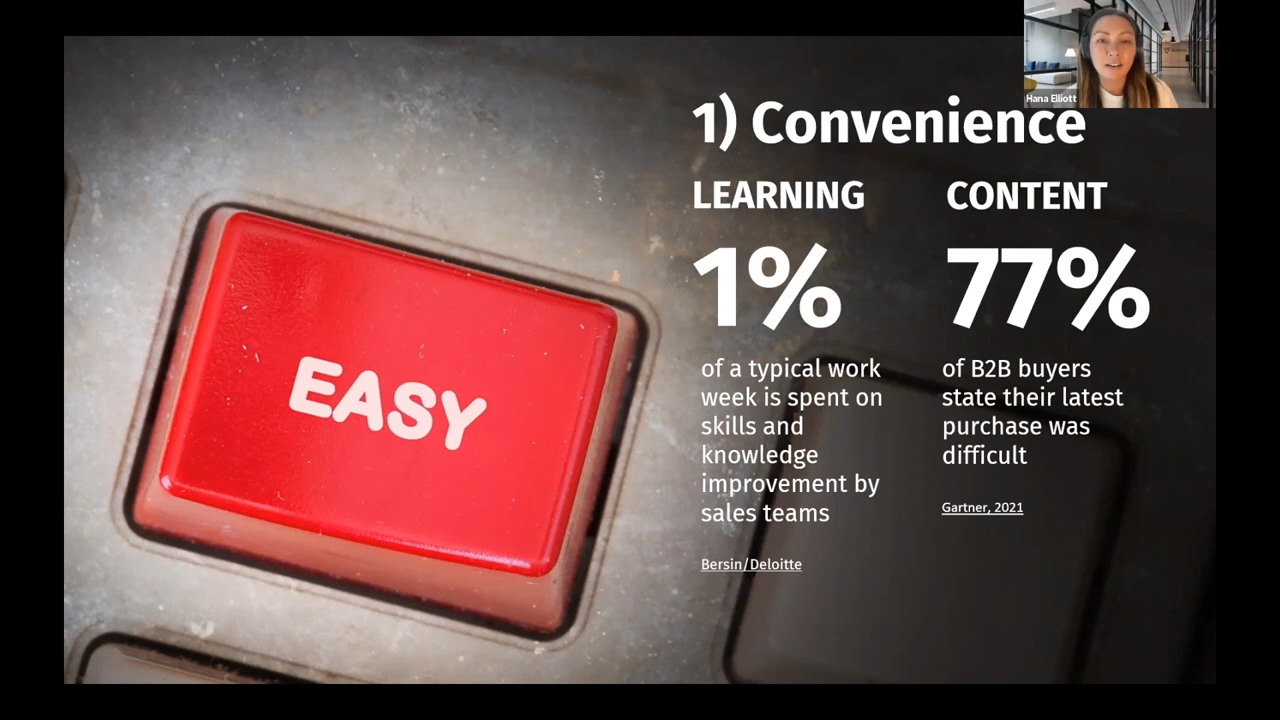 Hana Elliott
1) Convenience
LEARNING
1%
of a typical work
week is spent on
skills and
knowledge
improvement by
sales teams
Bersin/Deloitte
CONTENT
77%
of B2B buyers
state their latest
purchase was
difficult
Gartner, 2021
EASY